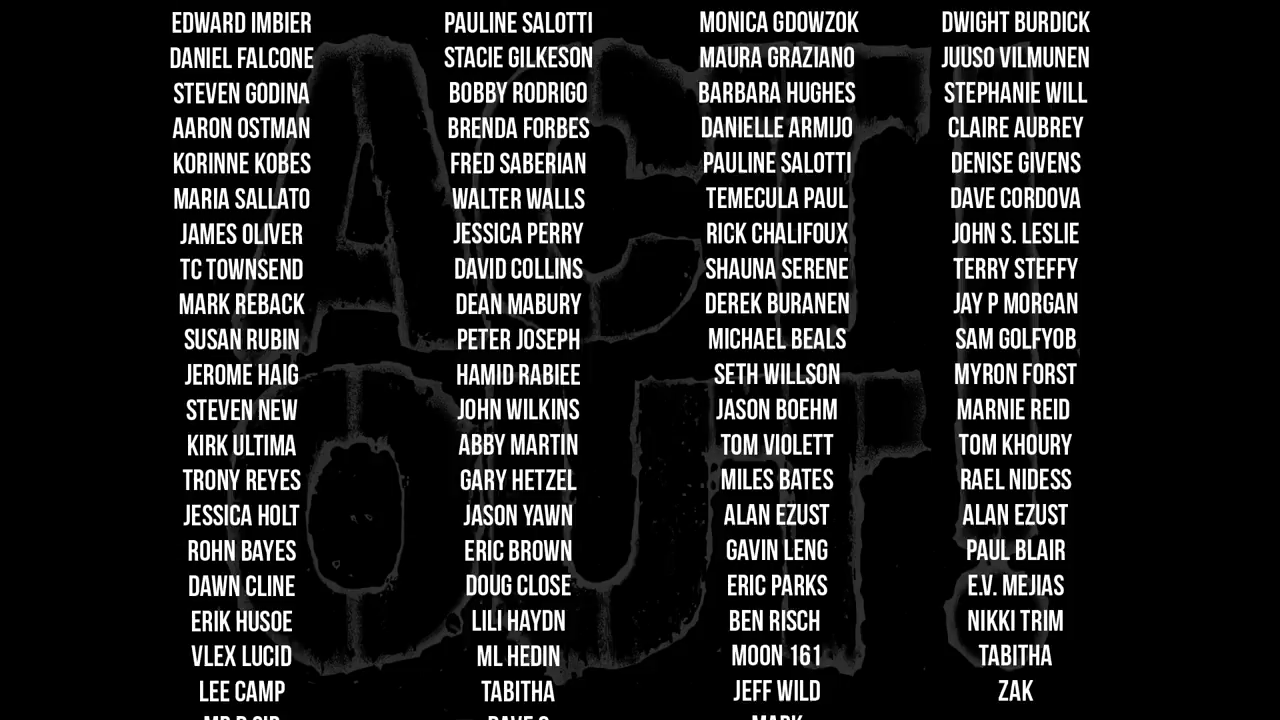 EDWARD IMBIER
DANIEL FALCONE
STEVEN GODINA
AARON OSTMAN
KORINNE KOBES
MARIA SALLATO
JAMES OLIVER
TC TOWNSEND
MARK REBACK
SUSAN RUBIN
JEROME HAIG
STEVEN NEW
KIRK ULTIMA
TRONY REYES
JESSICA HOLT
ROHN BAYES
DAWN CLINE
ERIK HUSOE
VLEX LUCID
LEE CAMP
PAULINE SALOTTI
STACIE GILKESON
BOBBY RODRIGO
BRENDA FORBES
FRED SABERIAN
WALTER WALLS
JESSICA PERRY
DAVID COLLINS
DEAN MABURY
PETER JOSEPH
HAMID RABIEE
JOHN WILKINS
ABBY MARTIN
GARY HETZEL
JASON YAWN
ERIC BROWN
DOUG CLOSE
LILI HAYDN
ML HEDIN
TABITHA
MONICA GDOWZOK
MAURA GRAZIANO
BARBARA HUGHES
DANIELLE ARMIJO
PAULINE SALOTTI
TEMECULA PAUL
RICK CHALIFOUX
SHAUNA SERENE
DEREK BURANEN
MICHAEL BEALS
SETH WILLSON
JASON BOEHM
TOM VIOLETT
MILES BATES
ALAN EZUST
GAVIN LENG
ERIC PARKS
BEN RISCH
MOON 161
JEFF WILD
MARK
DWIGHT BURDICK
JUUSO VILMUNEN
STEPHANIE WILL
CLAIRE AUBREY
DENISE GIVENS
DAVE CORDOVA
JOHN S. LESLIE
TERRY STEFFY
JAY P MORGAN
SAM GOLFYOB
MYRON FORST
MARNIE REID
TOM KHOURY
RAEL NIDESS
ALAN EZUST
PAUL BLAIR
E.V. MEJIAS
NIKKI TRIM
TABITHA
ZAK
ACT
OUT!